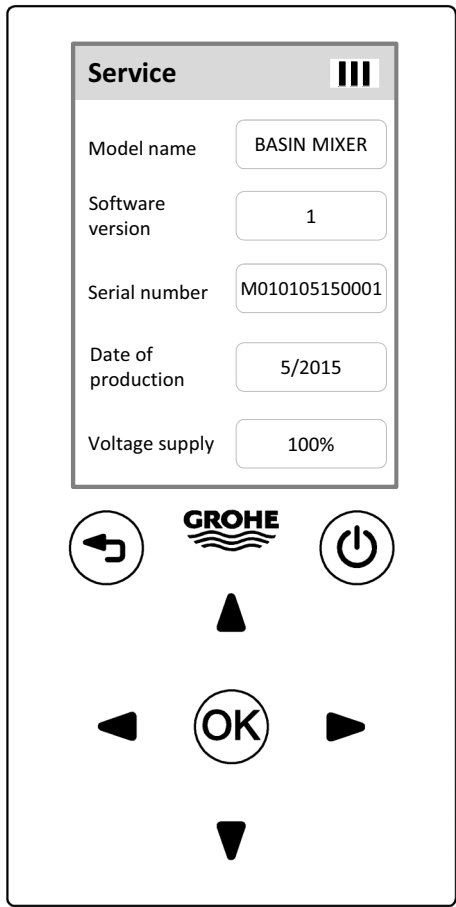 Service
Model name
BASIN MIXER
Software
version
1
Serial number
M010105150001
Date of
production
5/2015
Voltage supply
100%
GROHE
OK